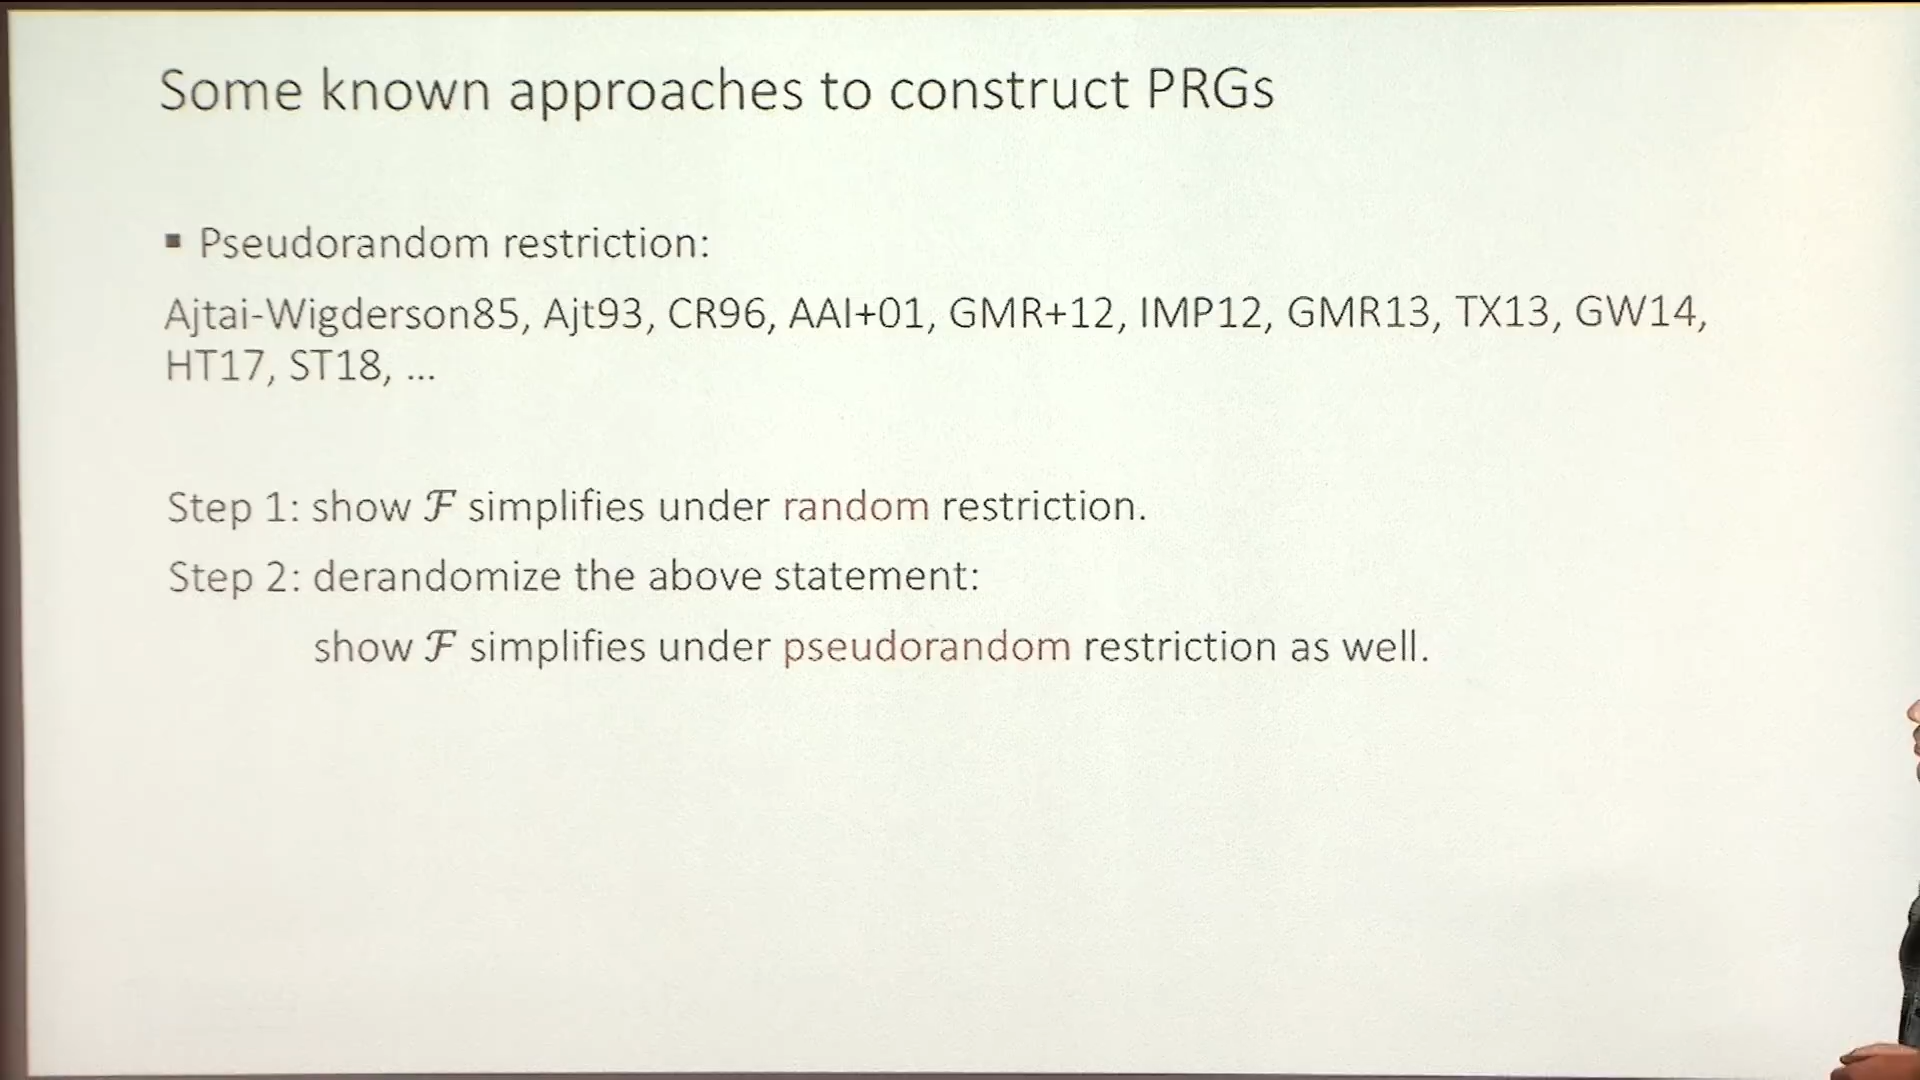 Some known approaches to construct PRGs
▪ Pseudorandom restriction:
Ajtai-Wigderson85, Ajt93, CR96, AAI+01, GMR+12, IMP12, GMR13, TX13, GW14,
HT17, ST18, ...
Step 1: show ℱ simplifies under random restriction.
Step 2: derandomize the above statement:
show ℱ simplifies under pseudorandom restriction as well.